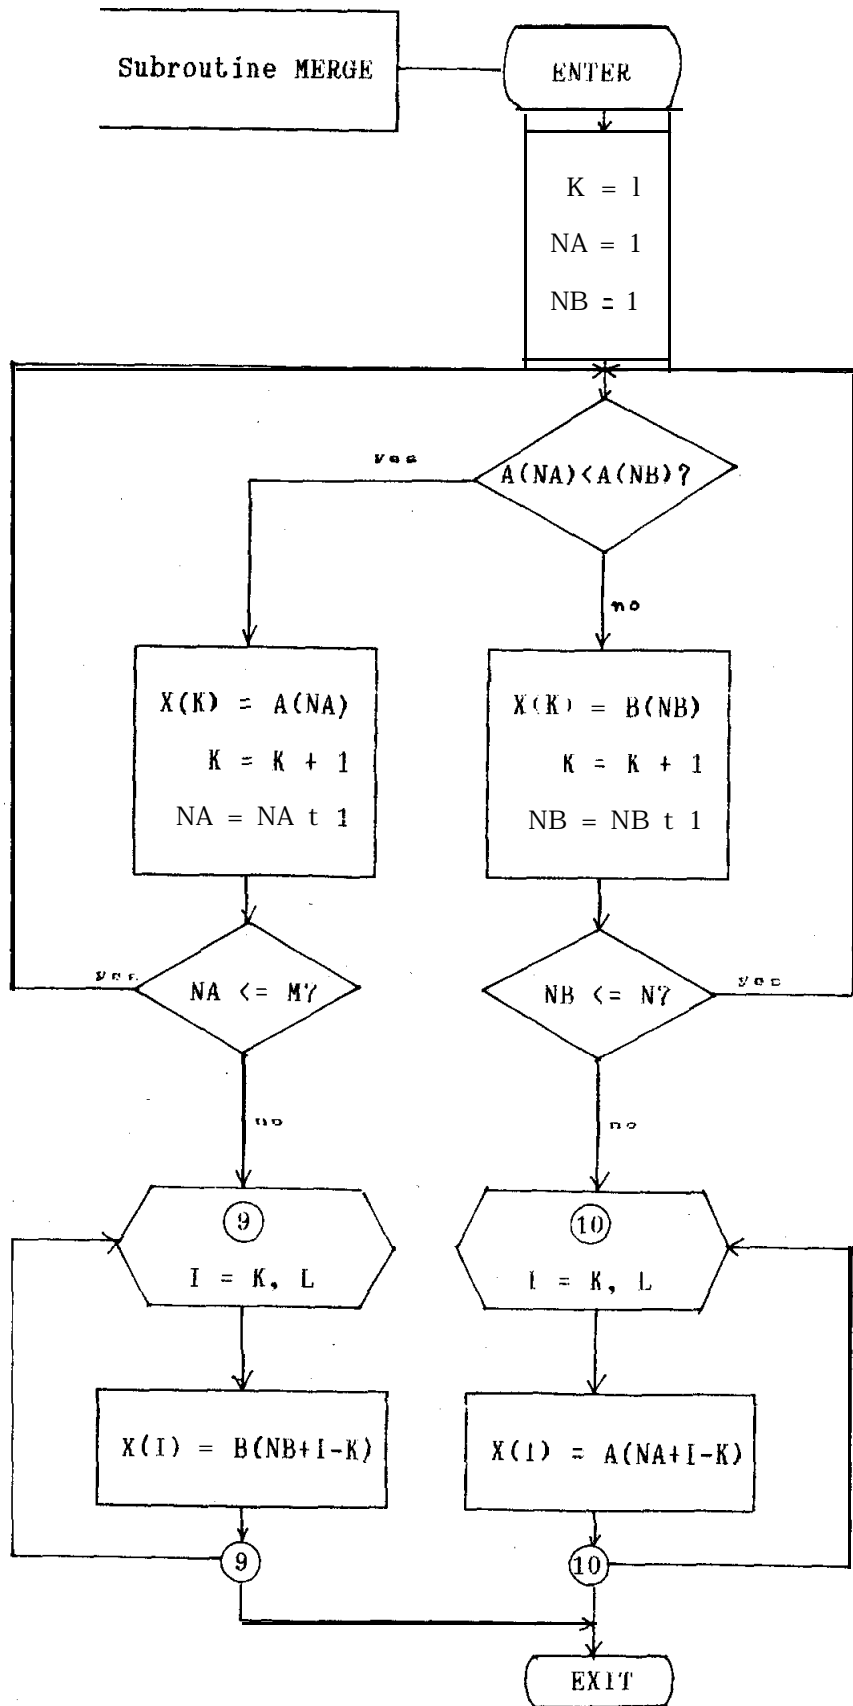 Subroutine MERGE
ENTER
K = l
NA = 1
NB = 1
A(NA)<A(NB)?
yes
no
X(K) = A(NA)
K = K + 1
NA = NA t 1
X(K) = B(NB)
K = K + 1
NB = NB t 1
yes
NA <= M?
NB <= N?
yes
no
no
9
I = K, L
10
I = K, L
X(I) = B(NB+I-K)
X(I) = A(NA+I-K)
9
10
EXIT